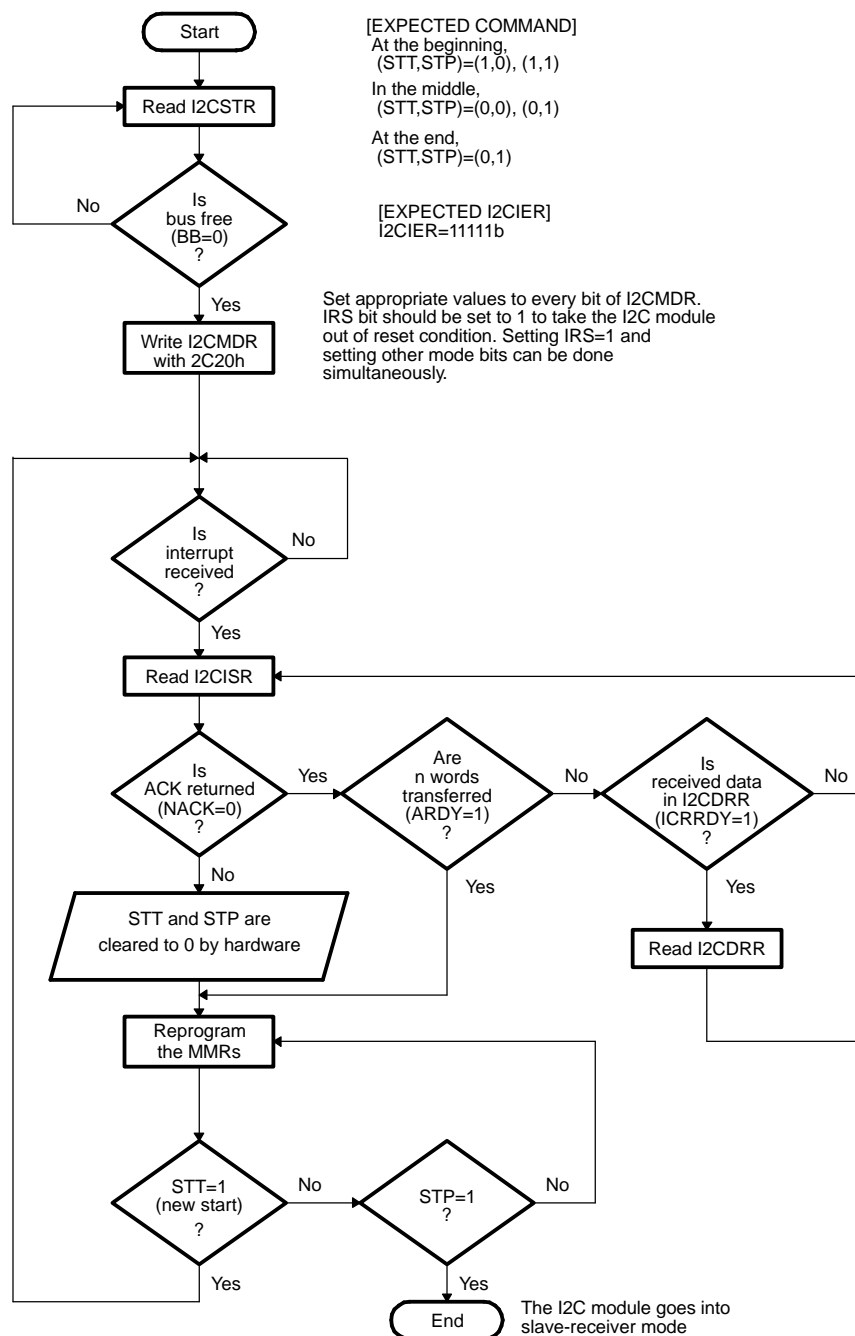 Start
[EXPECTED COMMAND]
At the beginning,
(STT,STP)=(1,0), (1,1)
In the middle,
(STT,STP)=(0,0), (0,1)
At the end,
(STT,STP)=(0,1)
Read I2CSTR
Is
bus free
(BB=0)
?
No
Yes
[EXPECTED I2CIER]
I2CIER=11111b
Write I2CMDR
with 2C20h
Set appropriate values to every bit of I2CMDR.
IRS bit should be set to 1 to take the I2C module
out of reset condition. Setting IRS=1 and
setting other mode bits can be done
simultaneously.
Is
interrupt
received
?
No
Yes
Read I2CISR
Is
ACK returned
(NACK=0)
?
Yes
No
Are
n words
transferred
(ARDY=1)
?
No
Yes
Is
received data
in I2CDRR
(ICRRDY=1)
?
No
Yes
STT and STP are
cleared to 0 by hardware
Read I2CDRR
Reprogram
the MMRs
STT=1
(new start)
?
No
Yes
STP=1
?
No
Yes
End
The I2C module goes into
slave-receiver mode